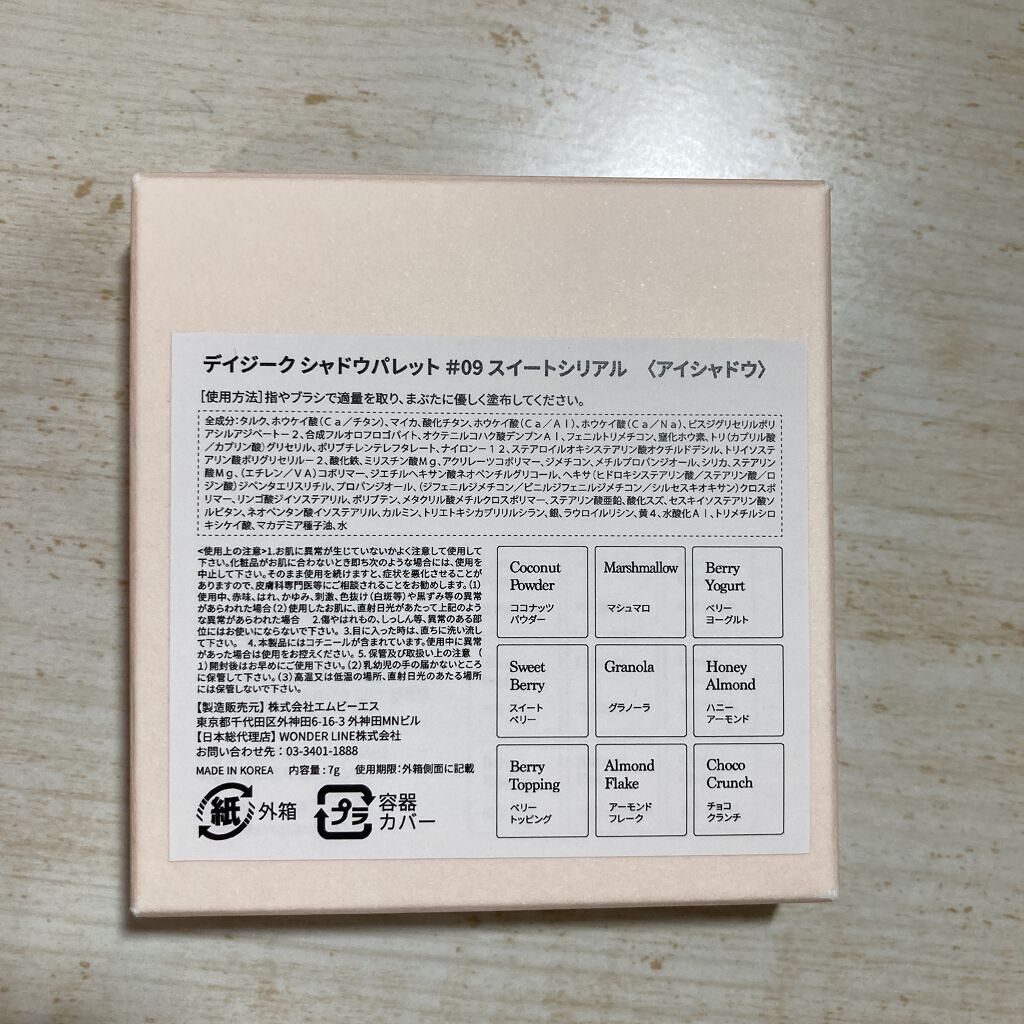 デイジーク シャドウパレット #09 スイートシリアル 〈アイシャドウ〉
[使用方法]指やブラシで適量を取り、まぶたに優しく塗布してください。
全成分:タルク、ホウケイ酸(Ca/チタン)、マイカ、酸化チタン、ホウケイ酸(Ca/Al)、ホウケイ酸(Ca/Na)、ビスジグリセリルポリ
アシルアジペート-2、合成フルオロフロゴパイト、オクテニルコハク酸デンプンAl、フェニルトリメチコン、窒化ホウ素、トリ(カプリル酸
/カプリン酸)グリセリル、ポリブチレンテレフタレート、ナイロン-12、ステアロイルオキシステアリン酸オクチルドデシル、トリイソステ
アリン酸ポリグリセリル-2、酸化鉄、ミリスチン酸Mg、アクリレーツコポリマー、ジメチコン、メチルプロパンジオール、シリカ、ステアリン
酸Mg、(エチレン/VA)コポリマー、ジエチルヘキサン酸ネオペンチルグリコール、ヘキサ(ヒドロキシステアリン酸/ステアリン酸/ロ
ジン酸)ジペンタエリスリチル、プロパンジオール、(ジフェニルジメチコン/ビニルジフェニルジメチコン/シルセスキオキサン)クロスポ
リマー、リンゴ酸ジイソステアリル、ポリブテン、メタクリル酸メチルクロスポリマー、ステアリン酸亜鉛、酸化スズ、セスキイソステアリン酸ソ
ルビタン、ネオペンタン酸イソステアリル、カルミン、トリエトキシカプリリルシラン、銀、ラウロイルリシン、黄4、水酸化Al、トリメチルシロ
キシケイ酸、マカデミア種子油、水
<使用上の注意>1.お肌に異常が生じていないかよく注意して使用して
下さい。化粧品がお肌に合わないとき即ち次のような場合には、使用を
中止して下さい。そのまま使用を続けますと、症状を悪化させることが
ありますので、皮膚科専門医等にご相談されることをお勧めします。(1)
使用中、赤味、はれ、かゆみ、刺激、色抜け(白斑等)や黒ずみ等の異常
があらわれた場合(2)使用したお肌に、直射日光があたって上記のよう
な異常があらわれた場合 2.傷やはれもの、しっしん等、異常のある部
位にはお使いにならないで下さい。3.目に入った時は、直ちに洗い流し
て下さい。 4.本製品にはコチニールが含まれています。使用中に異常
があった場合は使用をお控えください。5.保管及び取扱い上の注意(
1)開封後はお早めにご使用下さい。(2)乳幼児の手の届かないところ
に保管して下さい。(3)高温又は低温の場所、直射日光のあたる場所
には保管しないで下さい。
【製造販売元】株式会社エムビーエス
東京都千代田区外神田6-16-3 外神田MNビル
【日本総代理店】WONDER LINE株式会社
お問い合わせ先:03-3401-1888
MADE IN KOREA 内容量:7g 使用期限:外箱側面に記載
紙 外箱
プラ 容器
カバー
Coconut
Powder
ココナッツ
パウダー
Marshmallow
マシュマロ
Berry
Yogurt
ベリー
ヨーグルト
Sweet
Berry
スイート
ベリー
Granola
グラノーラ
Honey
Almond
ハニー
アーモンド
Berry
Topping
ベリー
トッピング
Almond
Flake
アーモンド
フレーク
Choco
Crunch
チョコ
クランチ